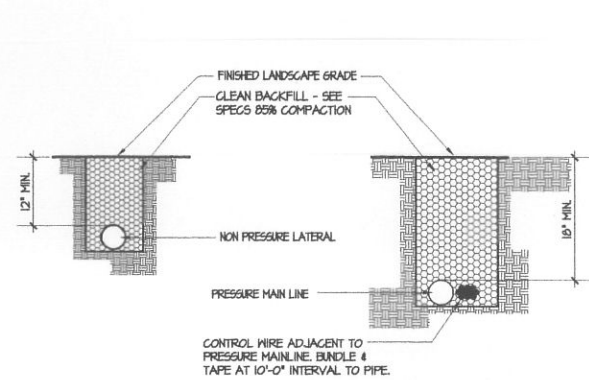 FINISHED LANDSCAPE GRADE
CLEAN BACKFILL - SEE
SPECS 85% COMPACTION
12" MIN.
18" MIN.
NON PRESSURE LATERAL
PRESSURE MAIN LINE
CONTROL WIRE ADJACENT TO
PRESSURE MAINLINE. BUNDLE &
TAPE AT 10'-0" INTERVAL TO PIPE.